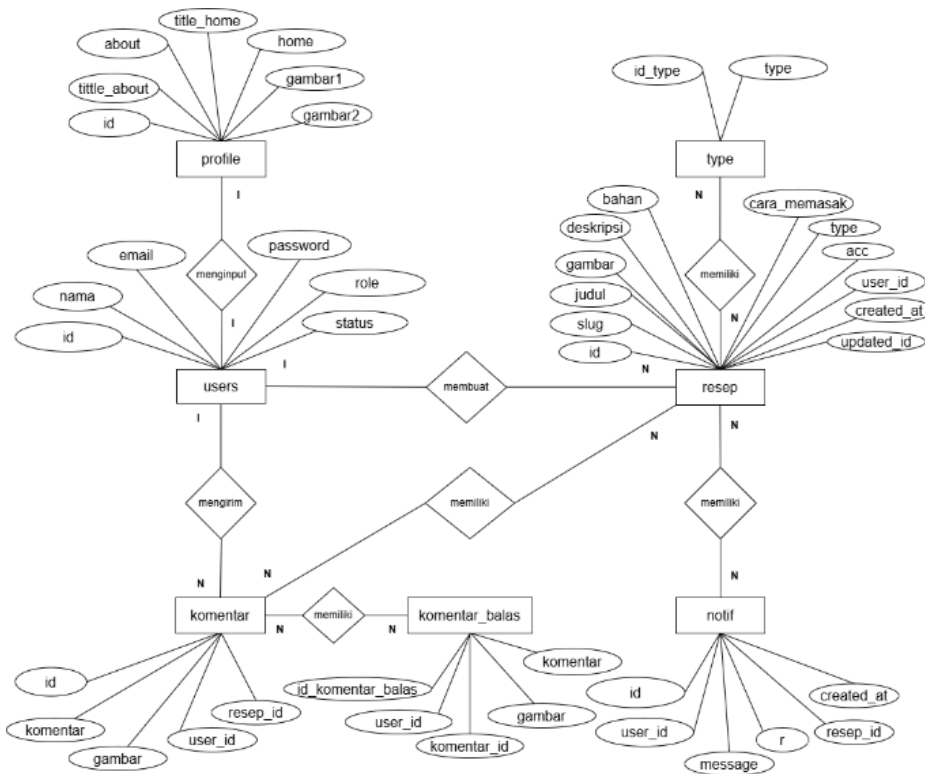 title_home
about
home
tittle_about
gambar1
id
gambar2
profile
id_type
type
type
I
N
menginput
memiliki
email
password
nama
role
id
status
I
I
bahan
cara_memasak
deskripsi
type
gambar
acc
judul
user_id
slug
created_at
id
updated_id
N
N
users
membuat
resep
I
N
N
mengirim
memiliki
memiliki
N
N
N
komentar
memiliki
komentar_balas
notif
N
N
id
komentar
gambar
user_id
resep_id
id_komentar_balas
user_id
komentar_id
gambar
komentar
id
user_id
message
r
resep_id
created_at